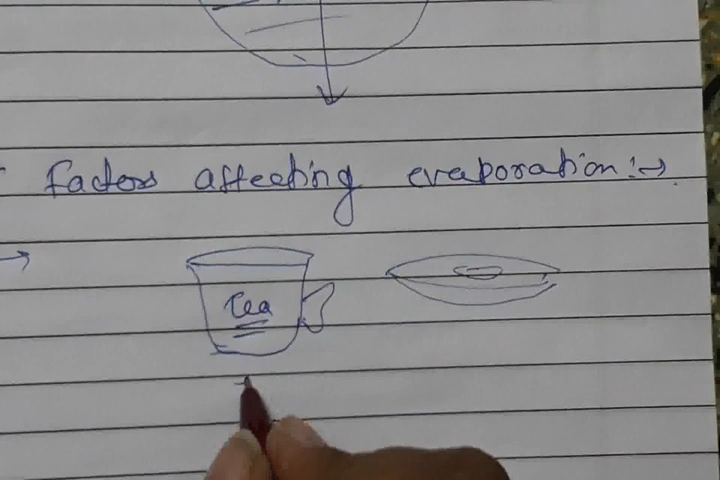 Factors affecting evaporation :→
→
Tea